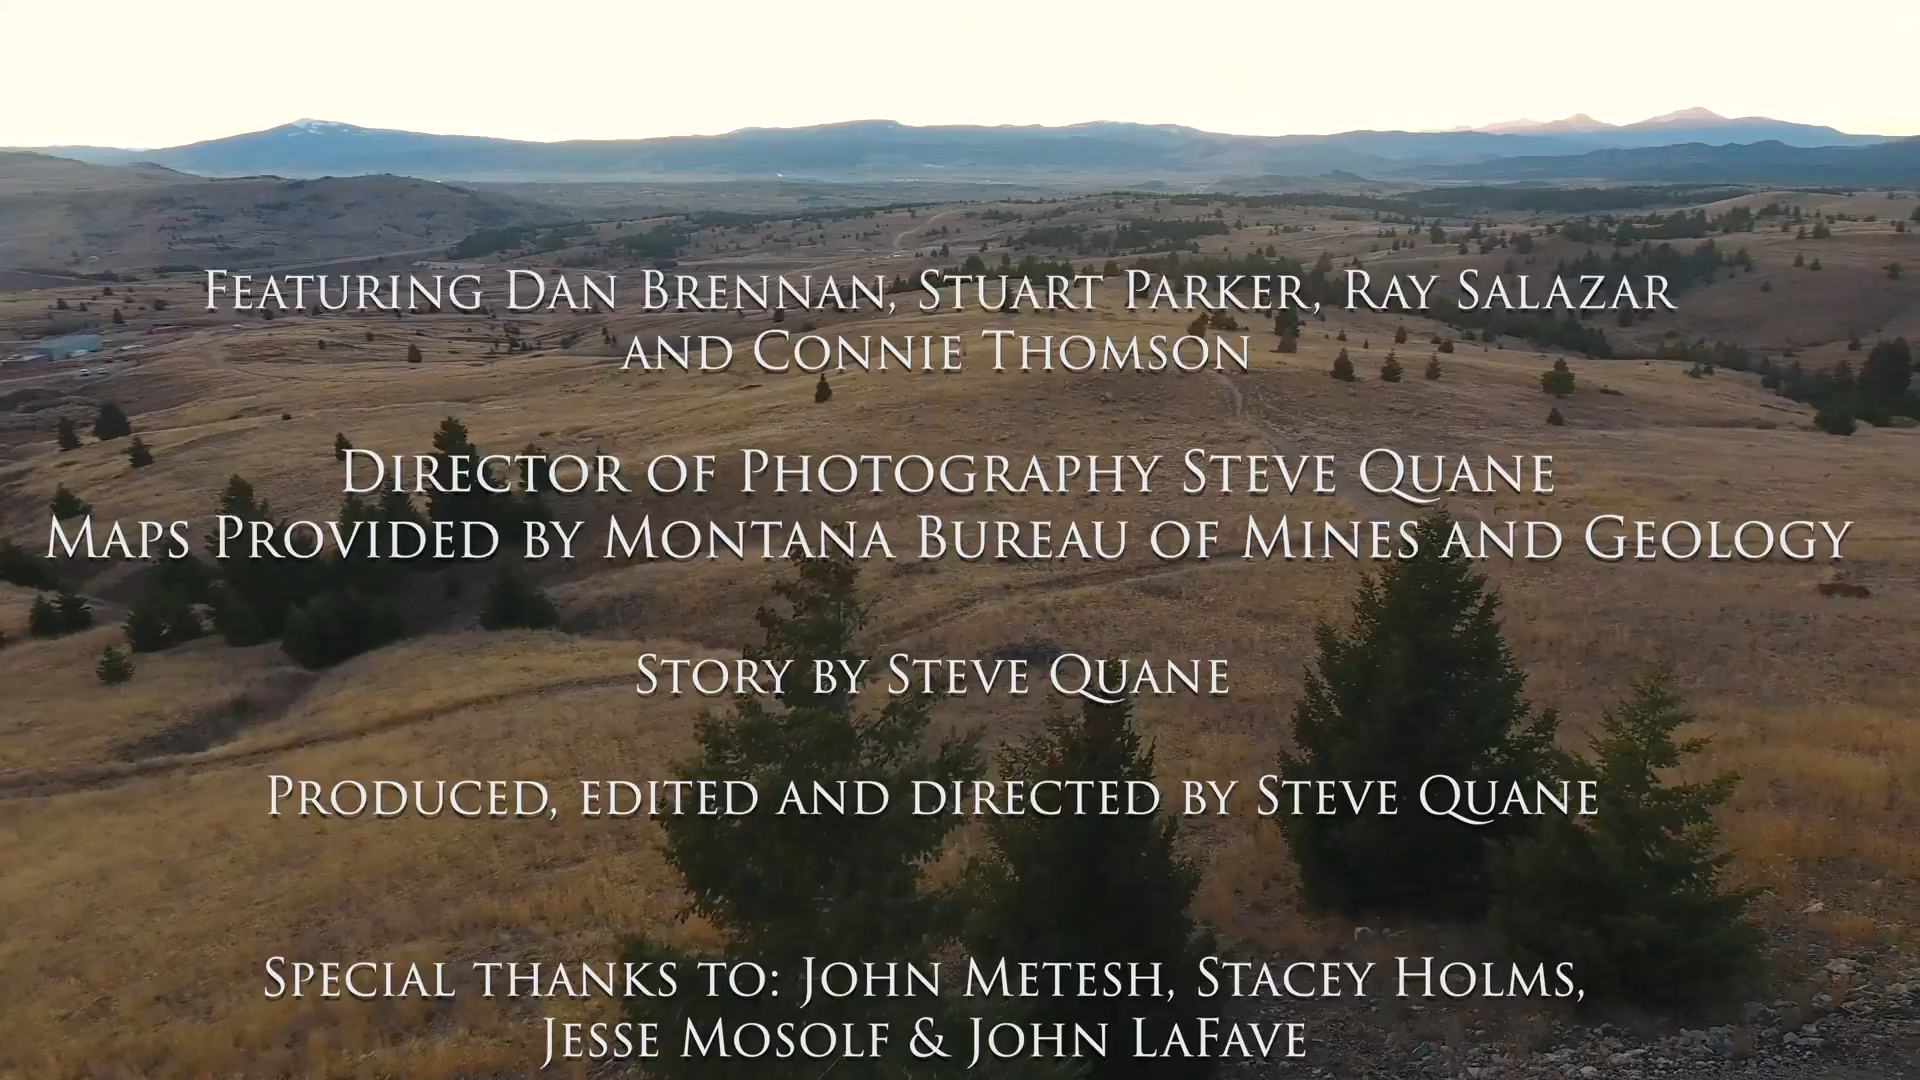 Featuring Dan Brennan, Stuart Parker, Ray Salazar
and Connie Thomson
Director of Photography Steve Quane
Maps Provided by Montana Bureau of Mines and Geology
Story by Steve Quane
Produced, edited and directed by Steve Quane
Special thanks to: John Metesh, Stacey Holms,
Jesse Mosolf & John LaFave